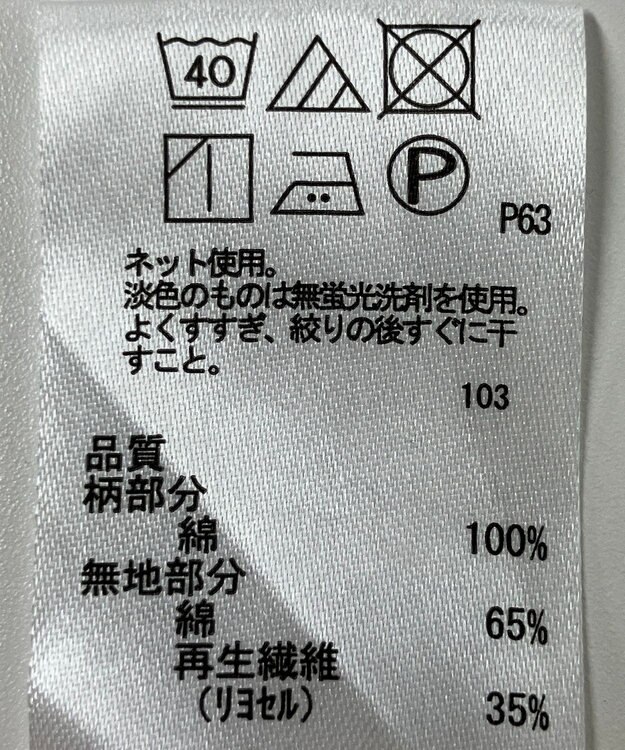 40
P
P63
ネット使用。
淡色のものは無蛍光洗剤を使用。
よくすすぎ、絞りの後すぐに干
すこと。
103
品質
柄部分
綿 100%
無地部分
綿 65%
再生繊維
(リヨセル) 35%